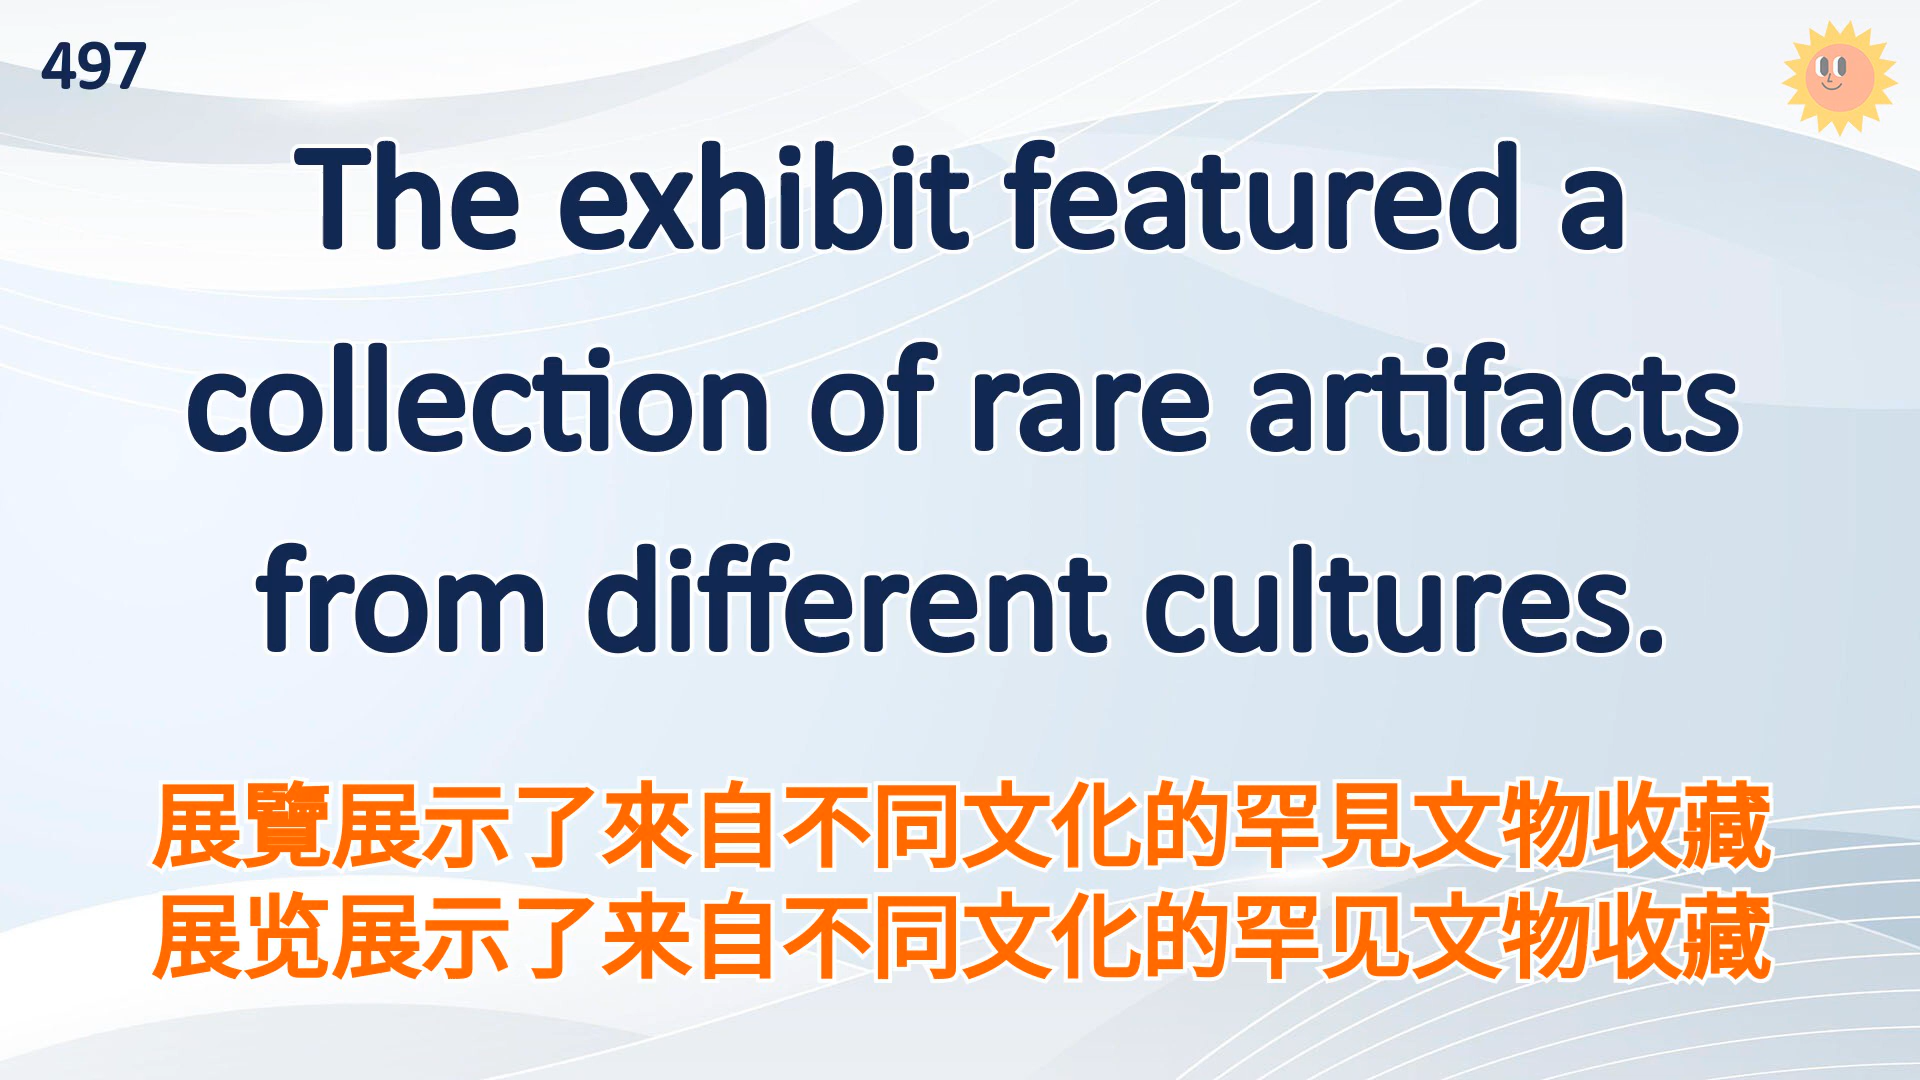 497
The exhibit featured a
collection of rare artifacts
from different cultures.
展覽展示了來自不同文化的罕見文物收藏
展览展示了来自不同文化的罕见文物收藏